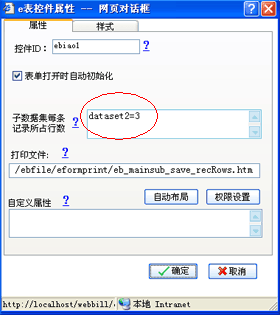 e表控件属性 -- 网页对话框
属性 样式
控件ID： ebiao1 ?
表单打开时自动初始化
子数据集每条
记录所占行数 ? dataset2=3
打印文件: ?
/ebfile/eformprint/eb_mainsub_save_recRows.htm
自动布局 权限设置
自定义属性 ?
确定 取消
http://localhost/webbill/. 本地 Intranet